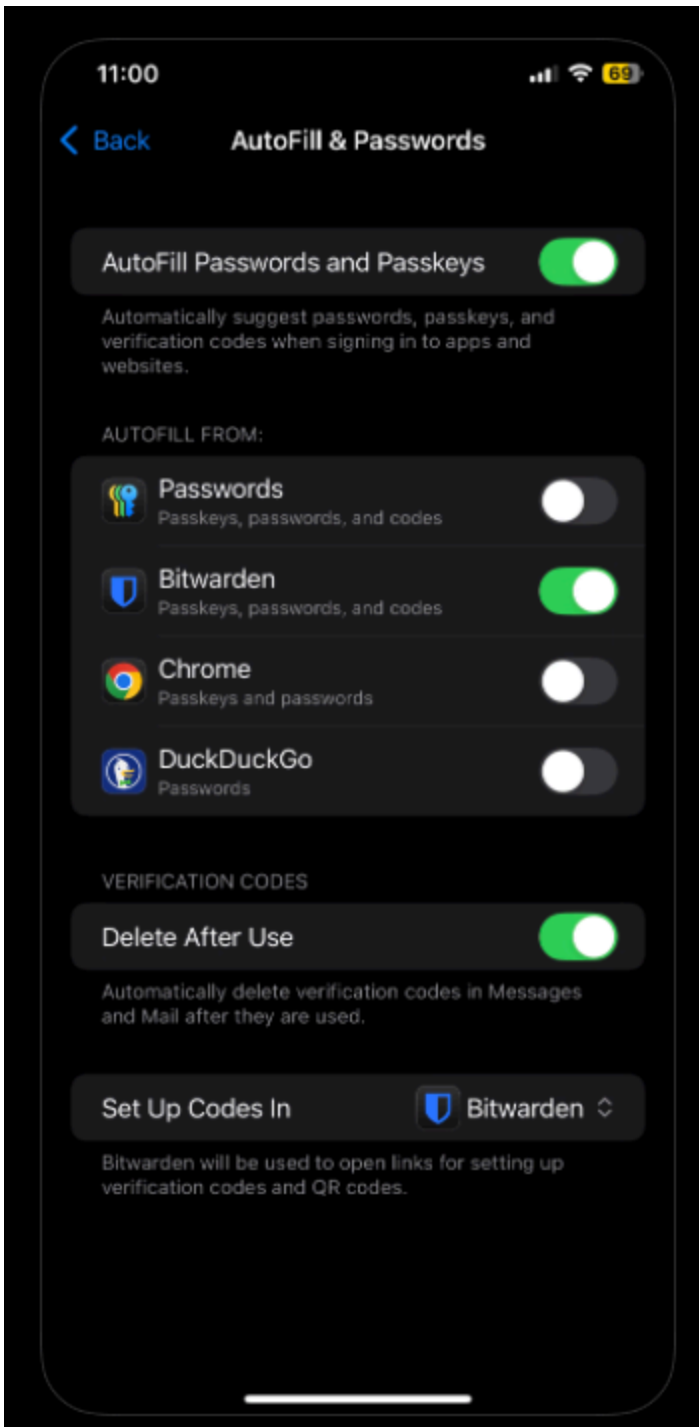 11:00
69
Back
AutoFill & Passwords
AutoFill Passwords and Passkeys
Automatically suggest passwords, passkeys, and
verification codes when signing in to apps and
websites.
AUTOFILL FROM:
Passwords
Passkeys, passwords, and codes
Bitwarden
Passkeys, passwords, and codes
Chrome
Passkeys and passwords
DuckDuckGo
Passwords
VERIFICATION CODES
Delete After Use
Automatically delete verification codes in Messages
and Mail after they are used.
Set Up Codes In
Bitwarden
Bitwarden will be used to open links for setting up
verification codes and QR codes.